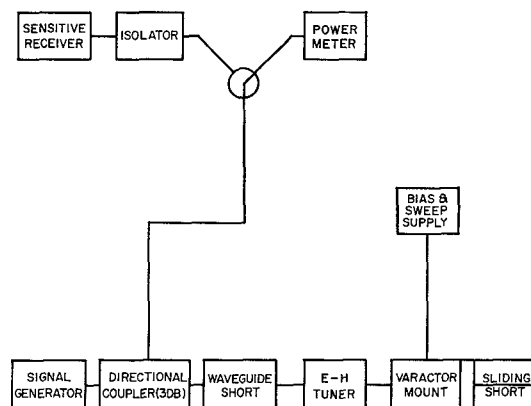 SENSITIVE
RECEIVER
ISOLATOR
POWER
METER
BIAS &
SWEEP
SUPPLY
SIGNAL
GENERATOR
DIRECTIONAL
COUPLER(3DB)
WAVEGUIDE
SHORT
E-H
TUNER
VARACTOR
MOUNT
SLIDING
SHORT